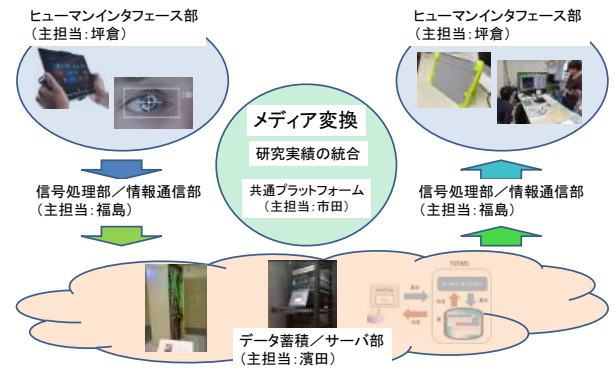 ヒューマンインタフェース部
(主担当:坪倉)
ヒューマンインタフェース部
(主担当:坪倉)
メディア変換
研究実績の統合
共通プラットフォーム
(主担当:市田)
信号処理部/情報通信部
(主担当:福島)
信号処理部/情報通信部
(主担当:福島)
データ蓄積/サーバ部
(主担当:濱田)